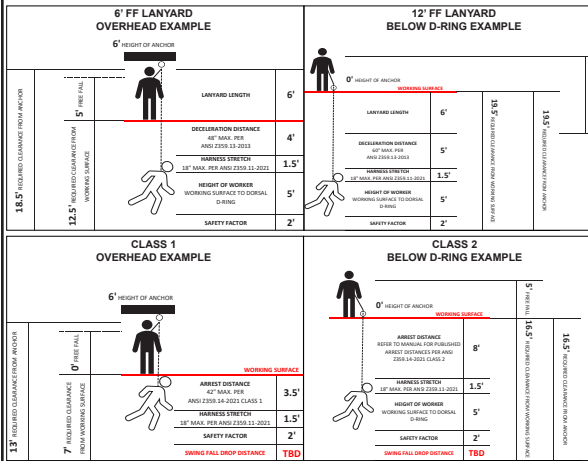 6' FF LANYARD
OVERHEAD EXAMPLE
6' HEIGHT OF ANCHOR
18.5' REQUIRED CLEARANCE FROM ANCHOR
5' FREE FALL
12.5' REQUIRED CLEARANCE FROM
WORKING SURFACE
LANYARD LENGTH
6'
DECELERATION DISTANCE
48" MAX. PER
ANSI Z359.13-2013
4'
HARNESS STRETCH
18" MAX. PER ANSI Z359.11-2021
1.5'
HEIGHT OF WORKER
WORKING SURFACE TO DORSAL
D-RING
5'
SAFETY FACTOR
2'
12' FF LANYARD
BELOW D-RING EXAMPLE
0' HEIGHT OF ANCHOR
WORKING SURFACE
LANYARD LENGTH
6'
DECELERATION DISTANCE
60" MAX. PER
ANSI Z359.13-2013
5'
HARNESS STRETCH
18" MAX. PER ANSI Z359.11-2021
1.5'
HEIGHT OF WORKER
WORKING SURFACE TO DORSAL
D-RING
5'
SAFETY FACTOR
2'
19.5' REQUIRED CLEARANCE FROM WORKING SURFACE
19.5' REQUIRED CLEARANCE FROM ANCHOR
CLASS 1
OVERHEAD EXAMPLE
6' HEIGHT OF ANCHOR
13' REQUIRED CLEARANCE FROM ANCHOR
0' FREE FALL
7' REQUIRED CLEARANCE
FROM WORKING SURFACE
WORKING SURFACE
ARREST DISTANCE
42" MAX. PER
ANSI Z359.14-2021 CLASS 1
3.5'
HARNESS STRETCH
18" MAX. PER ANSI Z359.11-2021
1.5'
SAFETY FACTOR
2'
SWING FALL DROP DISTANCE
TBD
CLASS 2
BELOW D-RING EXAMPLE
0' HEIGHT OF ANCHOR
WORKING SURFACE
ARREST DISTANCE
REFER TO MANUAL FOR PUBLISHED
ARREST DISTANCES PER ANSI
Z359.14-2021 CLASS 2
8'
HARNESS STRETCH
18" MAX. PER ANSI Z359.11-2021
1.5'
HEIGHT OF WORKER
WORKING SURFACE TO DORSAL
D-RING
5'
SAFETY FACTOR
2'
SWING FALL DROP DISTANCE
TBD
5' FREE FALL
16.5' REQUIRED CLEARANCE FROM WORKING SURFACE
16.5' REQUIRED CLEARANCE FROM ANCHOR